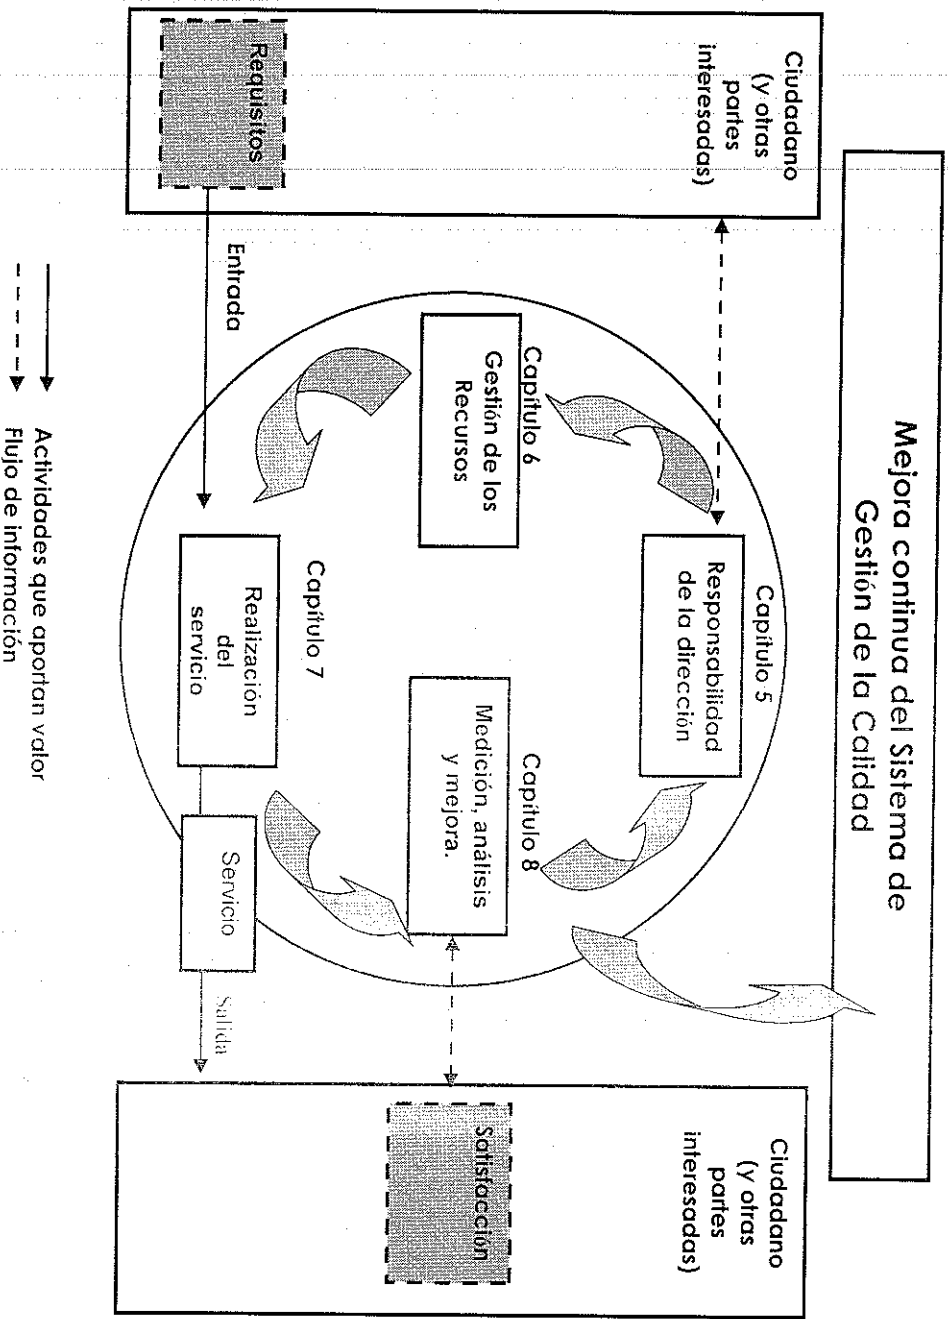 Mejora continua del Sistema de
Gestión de la Calidad
Ciudadano
(y otras
partes
interesadas)
Requisitos
Entrada
Capítulo 5
Responsabilidad
de la dirección
Capítulo 6
Gestión de los
Recursos
Capítulo 8
Medición, análisis
y mejora.
Capítulo 7
Realización
del
servicio
Servicio
Salida
Ciudadano
(y otras
partes
interesadas)
Satisfacción
Actividades que aportan valor
Flujo de información